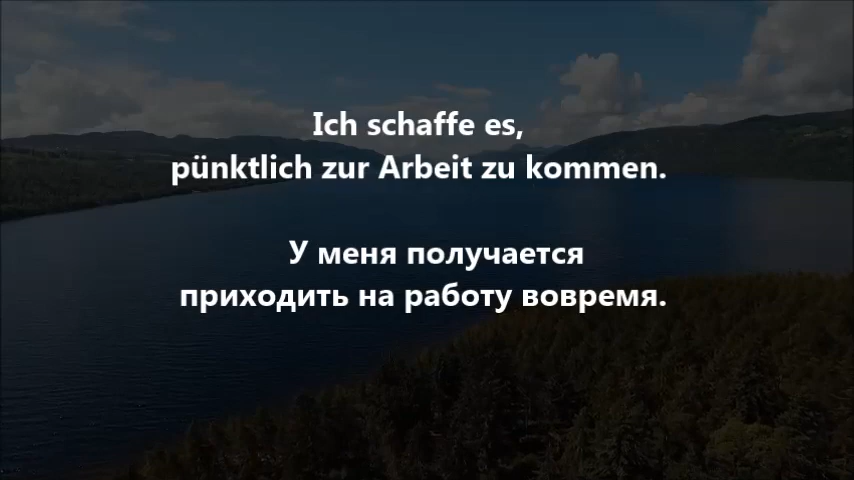 Ich schaffe es,
pünktlich zur Arbeit zu kommen.
У меня получается
приходить на работу вовремя.